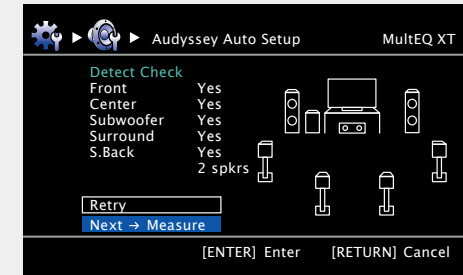 Audyssey Auto Setup MultEQ XT
Detect Check
Front Yes
Center Yes
Subwoofer Yes
Surround Yes
S.Back Yes
2 spkrs
Retry
Next → Measure
[ENTER] Enter [RETURN] Cancel